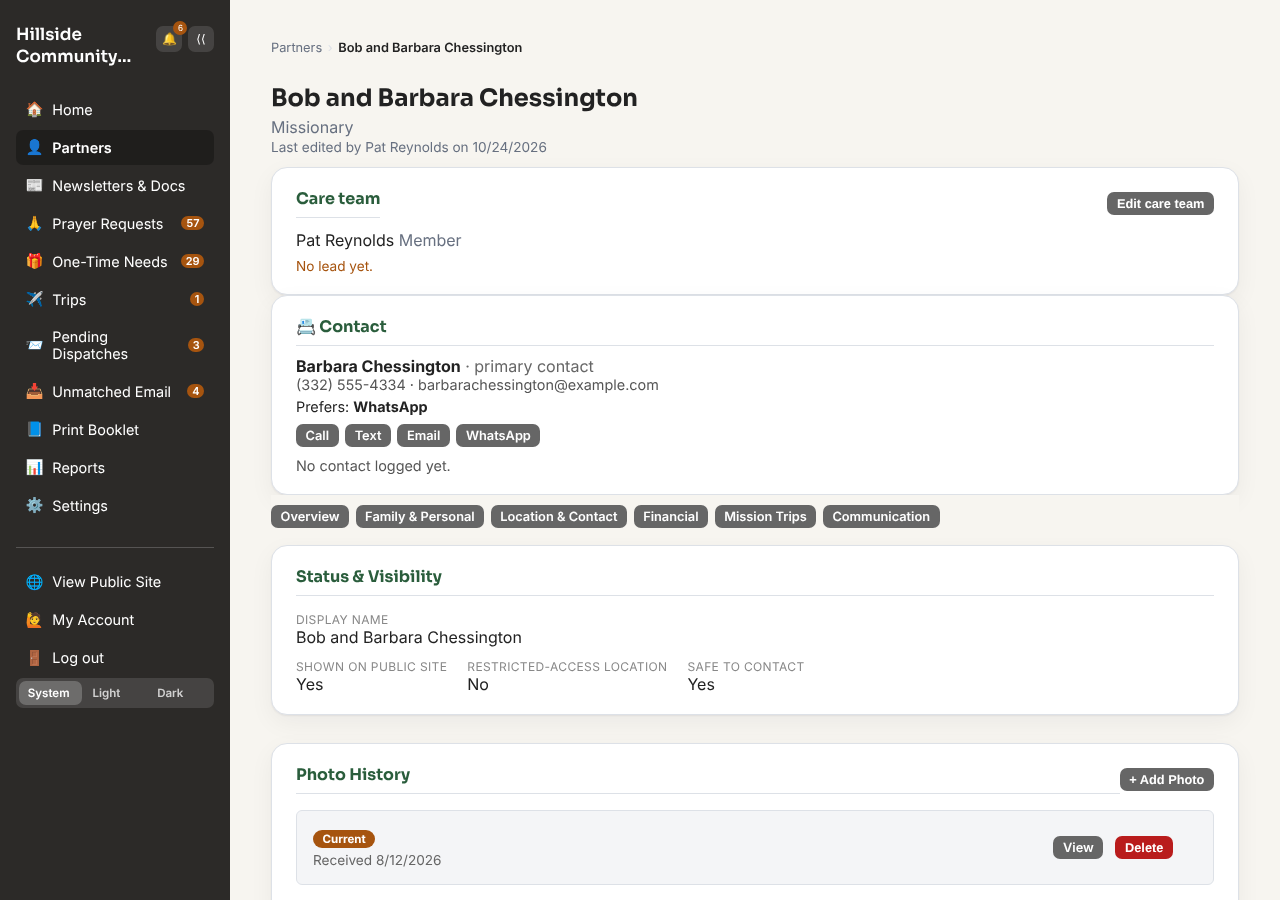 Hillside
Community...
6
⟨⟨
Home
Partners
Newsletters & Docs
Prayer Requests 57
One-Time Needs 29
Trips 1
Pending
Dispatches 3
Unmatched Email 4
Print Booklet
Reports
Settings
View Public Site
My Account
Log out
System Light Dark
Partners › Bob and Barbara Chessington
Bob and Barbara Chessington
Missionary
Last edited by Pat Reynolds on 10/24/2026
Care team
Edit care team
Pat Reynolds Member
No lead yet.
Contact
Barbara Chessington · primary contact
(332) 555-4334 · barbarachessington@example.com
Prefers: WhatsApp
Call Text Email WhatsApp
No contact logged yet.
Overview Family & Personal Location & Contact Financial Mission Trips Communication
Status & Visibility
DISPLAY NAME
Bob and Barbara Chessington
SHOWN ON PUBLIC SITE RESTRICTED-ACCESS LOCATION SAFE TO CONTACT
Yes No Yes
Photo History
+ Add Photo
Current
Received 8/12/2026
View Delete